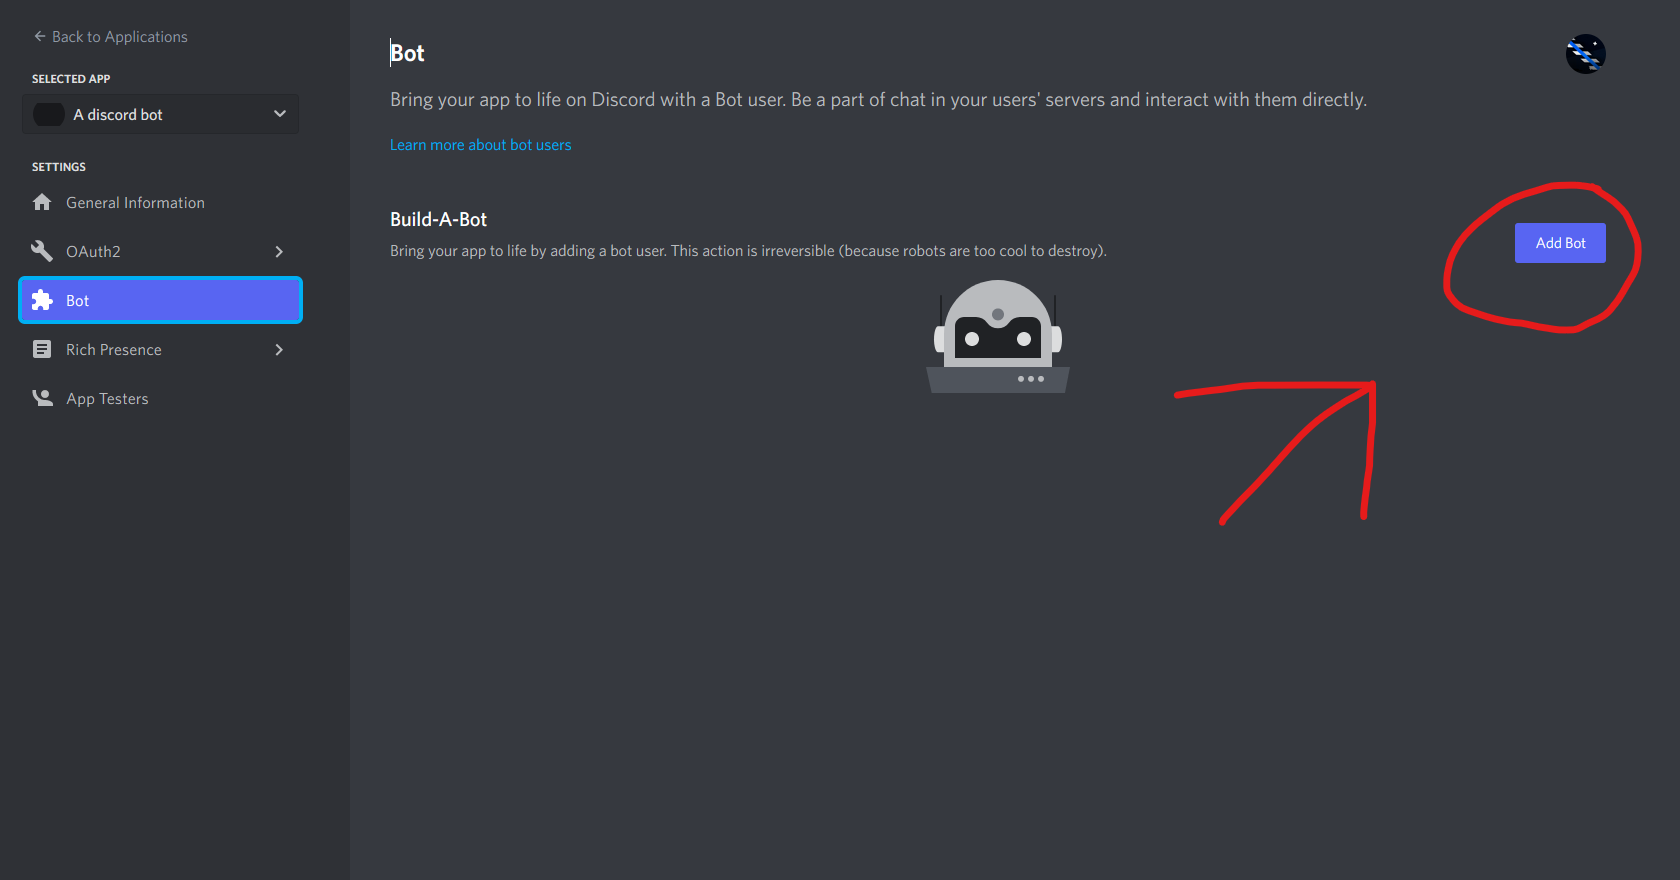 Back to Applications
SELECTED APP
A discord bot
SETTINGS
General Information
OAuth2
Bot
Rich Presence
App Testers
Bot
Bring your app to life on Discord with a Bot user. Be a part of chat in your users' servers and interact with them directly.
Learn more about bot users
Build-A-Bot
Bring your app to life by adding a bot user. This action is irreversible (because robots are too cool to destroy).
Add Bot